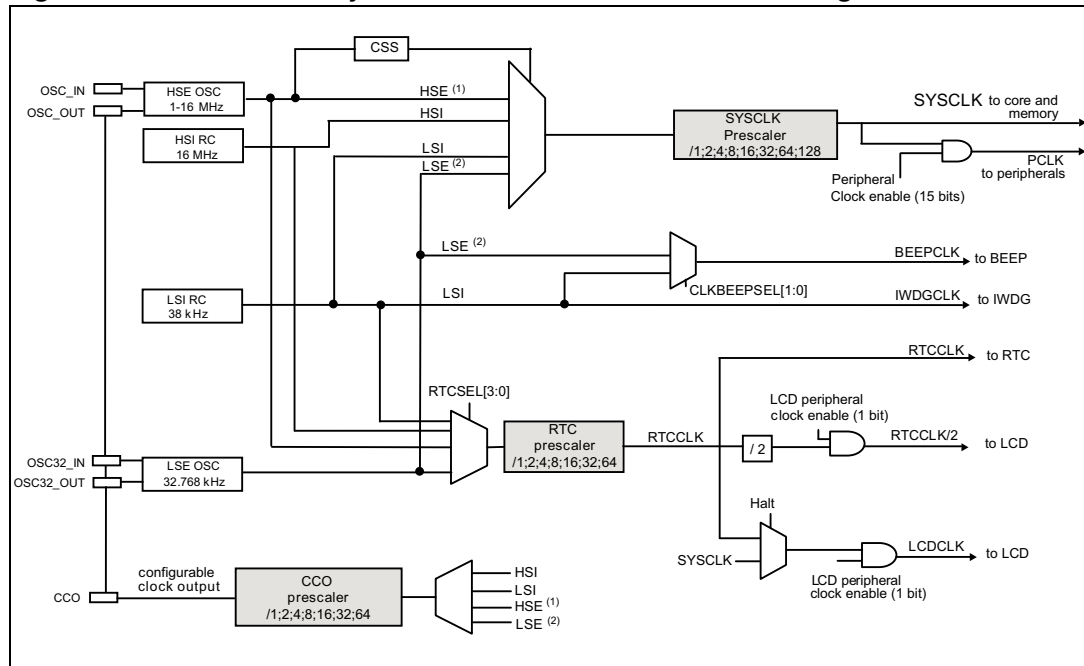 CSS
OSC_IN
OSC_OUT
HSE OSC
1-16 MHz
HSE (1)
HSI RC
16 MHz
HSI
LSI
LSE (2)
SYSCLK
Prescaler
/1;2;4;8;16;32;64;128
SYSCLK to core and
memory
PCLK
to peripherals
Peripheral
Clock enable (15 bits)
LSE (2)
BEEPCLK to BEEP
CLKBEEPSEL[1:0]
LSI RC
38 kHz
LSI
IWDGCLK to IWDG
RTCCLK to RTC
RTCSEL[3:0]
LCD peripheral
clock enable (1 bit)
RTC
prescaler
/1;2;4;8;16;32;64
RTCCLK
/ 2
RTCCLK/2 to LCD
OSC32_IN
OSC32_OUT
LSE OSC
32.768 kHz
Halt
SYSCLK
LCDCLK to LCD
LCD peripheral
clock enable (1 bit)
CCO
configurable
clock output
CCO
prescaler
/1;2;4;8;16;32;64
HSI
LSI
HSE (1)
LSE (2)